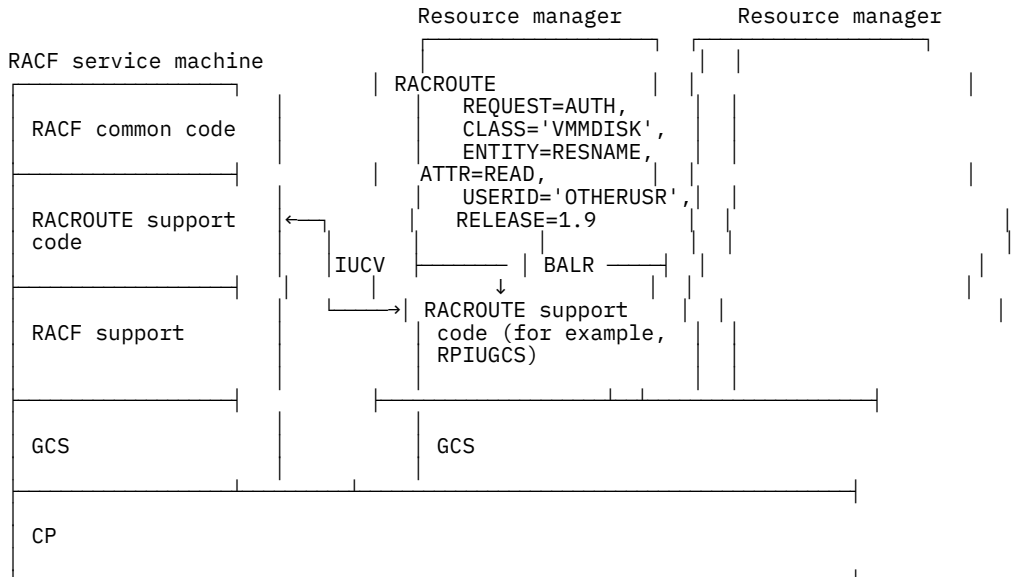 Resource manager Resource manager
RACF service machine
RACROUTE
REQUEST=AUTH,
RACF common code CLASS='VMMDISK',
ENTITY=RESNAME,
ATTR=READ,
USERID='OTHERUSR',
RACROUTE support RELEASE=1.9
code
IUCV BALR
RACROUTE support
RACF support code (for example,
RPIUGCS)
GCS GCS
CP